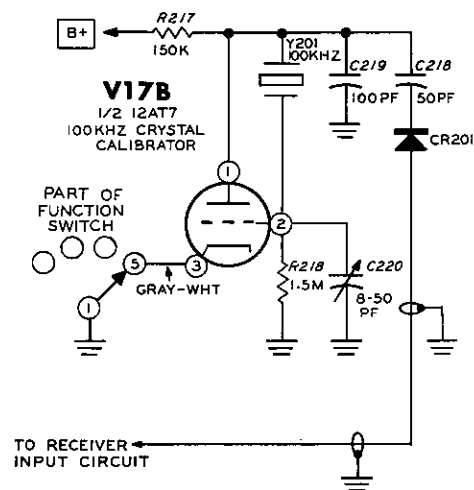 B+
R217
150K
Y201
100KHZ
C219
100PF
C218
50PF
CR201
V17B
1/2 12AT7
100KHZ CRYSTAL
CALIBRATOR
PART OF
FUNCTION
SWITCH
1
2
3
5
1
GRAY-WHT
R218
1.5M
C220
8-50
PF
TO RECEIVER
INPUT CIRCUIT